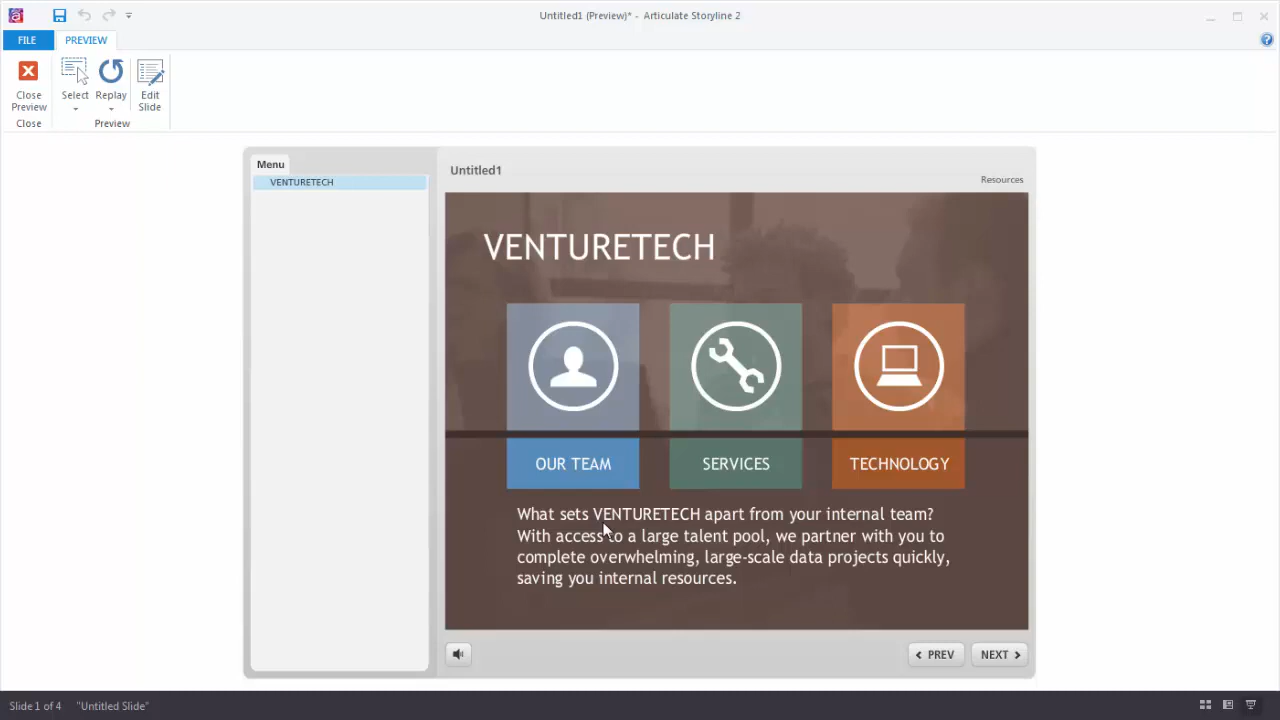 Untitled1 (Preview)* - Articulate Storyline 2
FILE
PREVIEW
Close Preview
Select
Replay
Edit Slide
Close
Preview
Menu
VENTURETECH
Untitled1
Resources
VENTURETECH
OUR TEAM
SERVICES
TECHNOLOGY
What sets VENTURETECH apart from your internal team?
With access to a large talent pool, we partner with you to
complete overwhelming, large-scale data projects quickly,
saving you internal resources.
PREV
NEXT
Slide 1 of 4
"Untitled Slide"